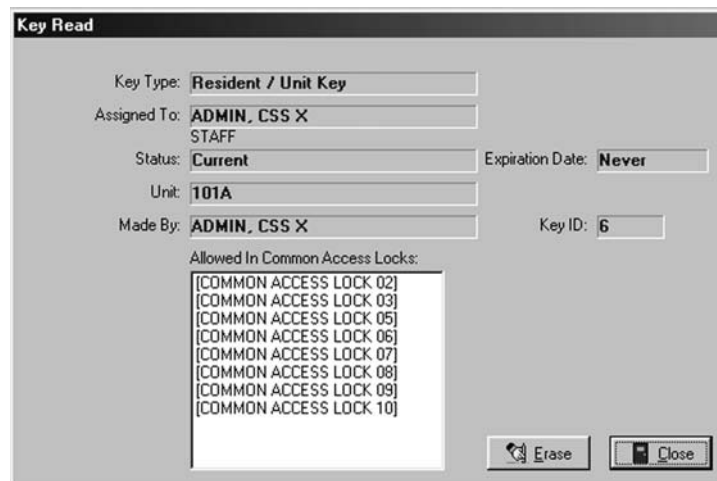 Key Read
Key Type: Resident / Unit Key
Assigned To: ADMIN, CSS X
STAFF
Status: Current Expiration Date: Never
Unit: 101A
Made By: ADMIN, CSS X Key ID: 6
Allowed In Common Access Locks:
[COMMON ACCESS LOCK 02]
[COMMON ACCESS LOCK 03]
[COMMON ACCESS LOCK 05]
[COMMON ACCESS LOCK 06]
[COMMON ACCESS LOCK 07]
[COMMON ACCESS LOCK 08]
[COMMON ACCESS LOCK 09]
[COMMON ACCESS LOCK 10]
Erase Close